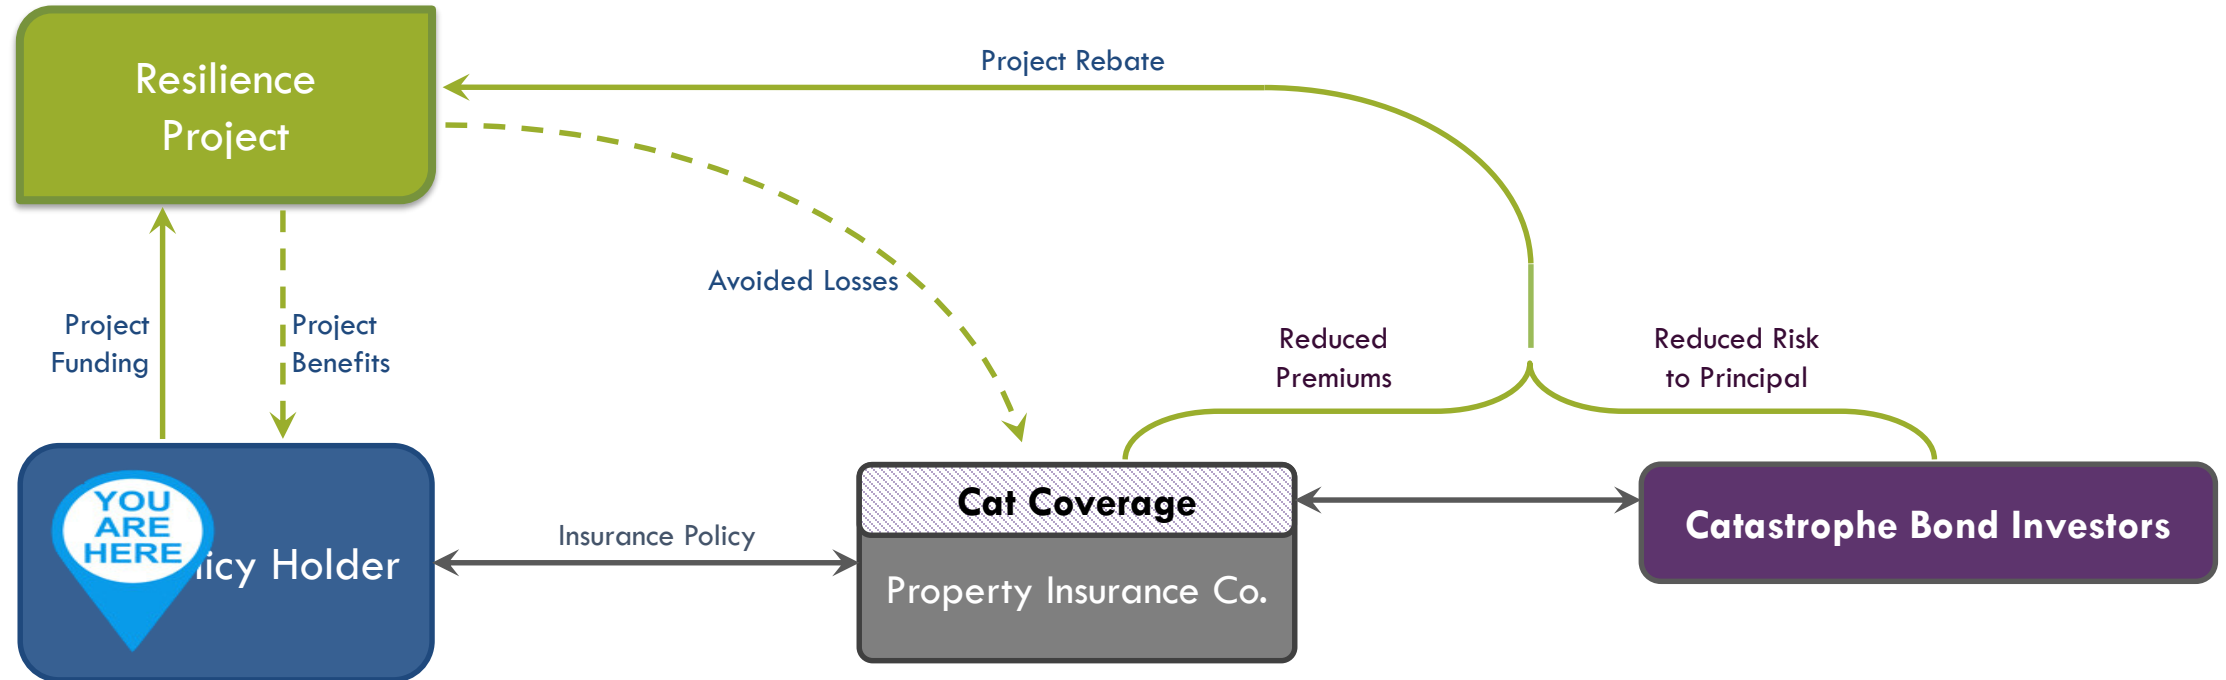 Resilience
Project
Project Rebate
Avoided Losses
Project
Funding
Project
Benefits
Reduced
Premiums
Reduced Risk
to Principal
YOU
ARE
HERE
licy Holder
Insurance Policy
Cat Coverage
Property Insurance Co.
Catastrophe Bond Investors